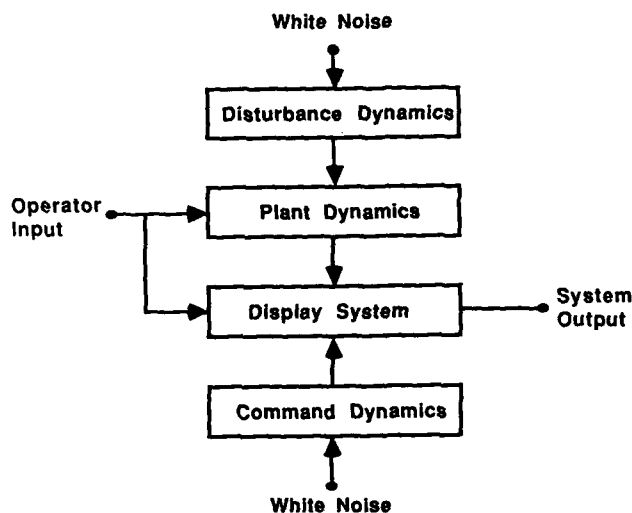 White Noise
Disturbance Dynamics
Operator
Input
Plant Dynamics
Display System
System
Output
Command Dynamics
White Noise